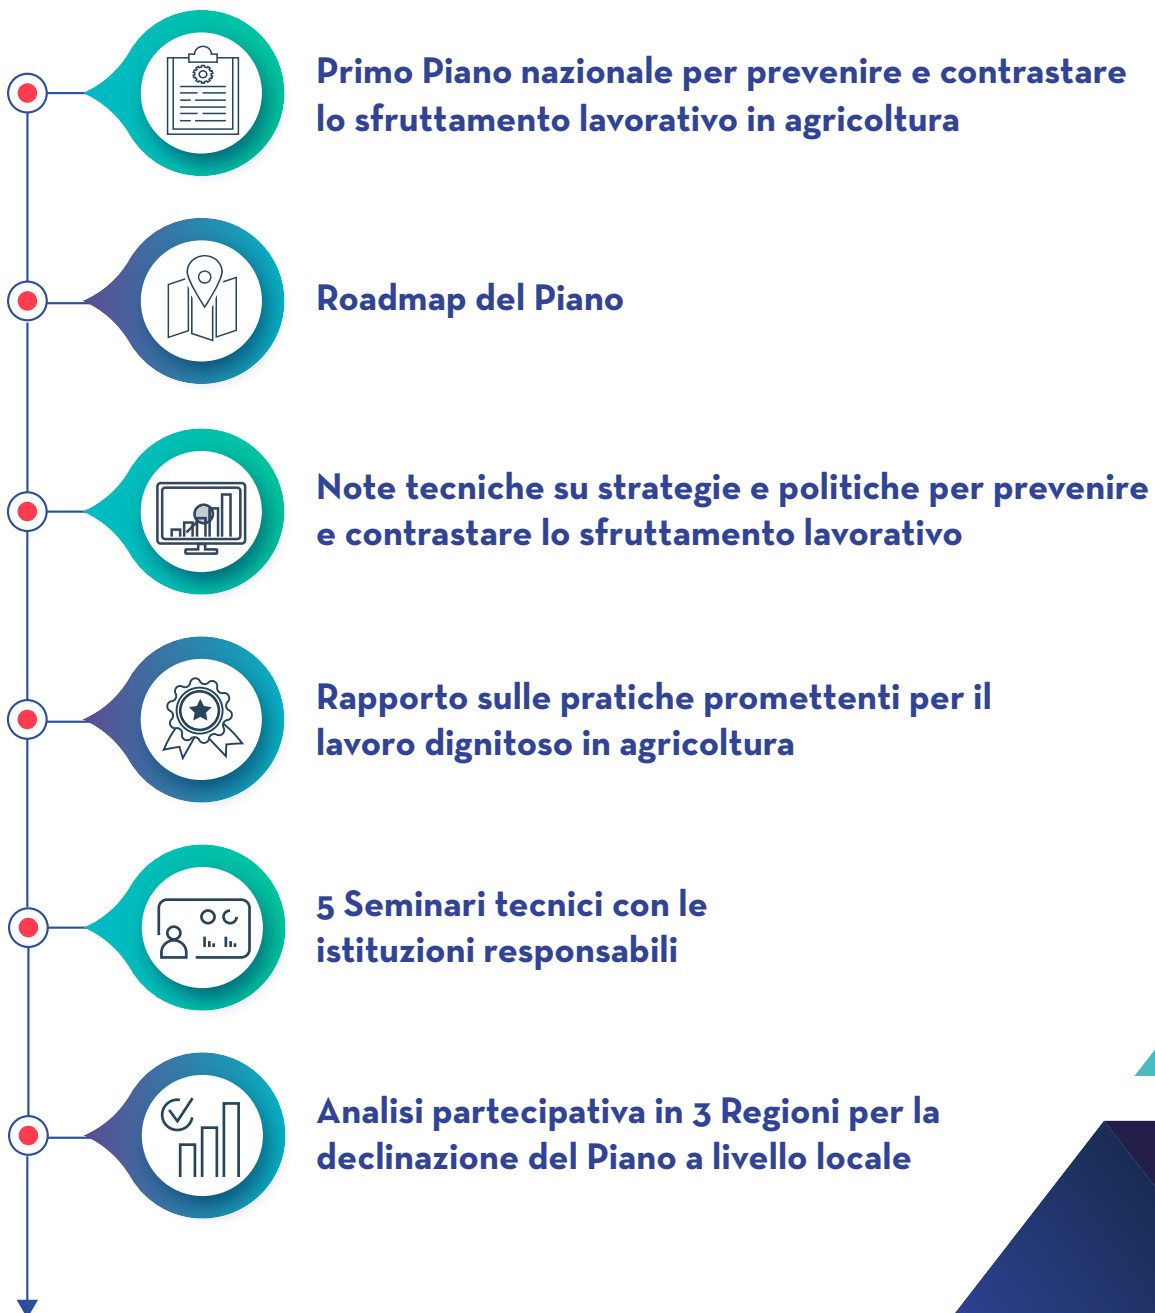 Primo Piano nazionale per prevenire e contrastare
lo sfruttamento lavorativo in agricoltura
Roadmap del Piano
Note tecniche su strategie e politiche per prevenire
e contrastare lo sfruttamento lavorativo
Rapporto sulle pratiche promettenti per il
lavoro dignitoso in agricoltura
5 Seminari tecnici con le
istituzioni responsabili
Analisi partecipativa in 3 Regioni per la
declinazione del Piano a livello locale